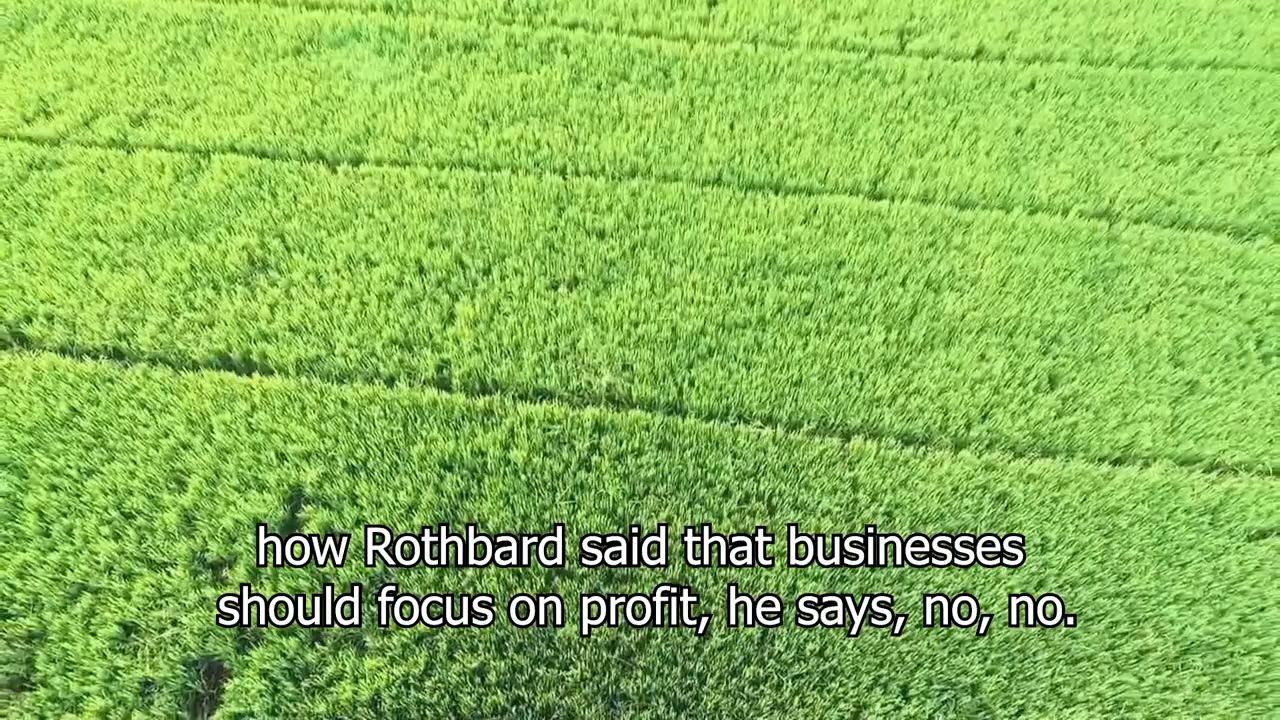 how Rothbard said that businesses
should focus on profit, he says, no, no.